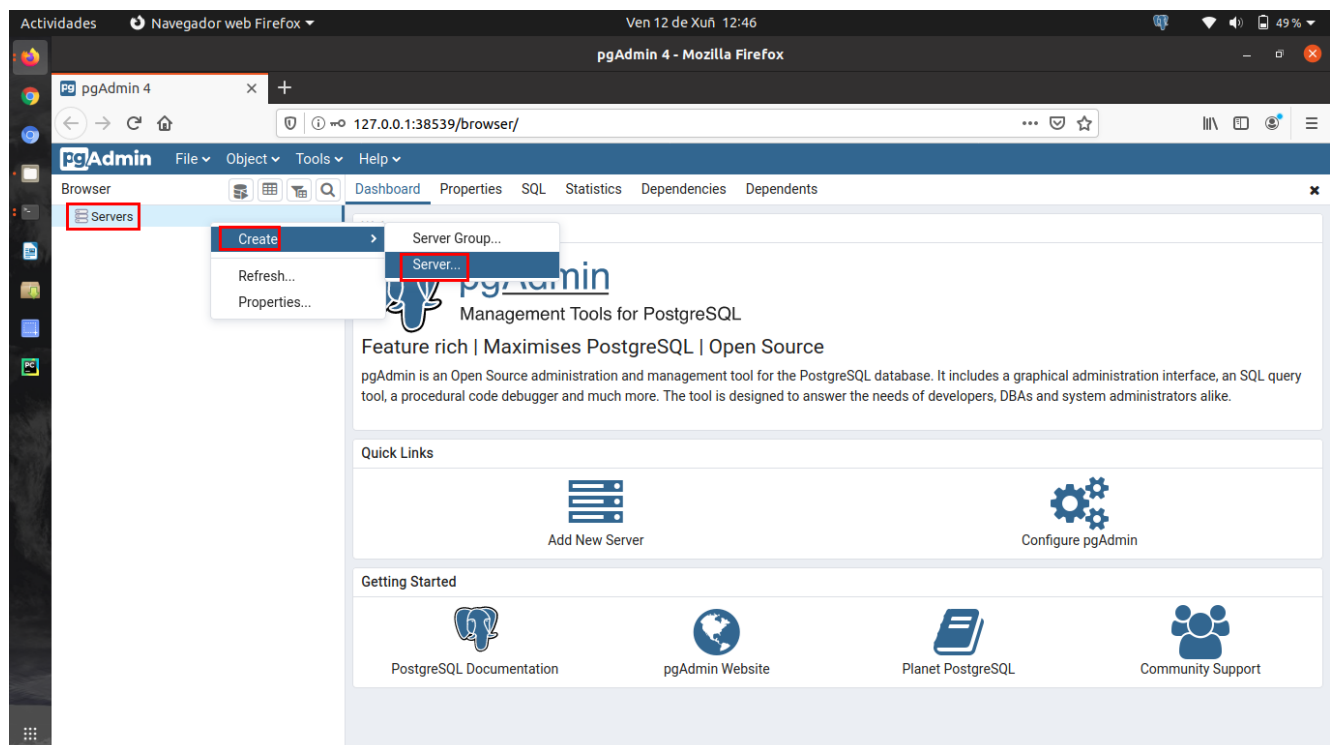 Actividades Navegador web Firefox Ven 12 de Xuñ 12:46 49 %
pgAdmin 4 - Mozilla Firefox
pgAdmin 4
127.0.0.1:38539/browser/
pgAdmin File Object Tools Help
Browser Dashboard Properties SQL Statistics Dependencies Dependents
Servers
Create Server Group...
Server...
Refresh...
Properties...
pgAdmin
Management Tools for PostgreSQL
Feature rich | Maximises PostgreSQL | Open Source
pgAdmin is an Open Source administration and management tool for the PostgreSQL database. It includes a graphical administration interface, an SQL query
tool, a procedural code debugger and much more. The tool is designed to answer the needs of developers, DBAs and system administrators alike.
Quick Links
Add New Server Configure pgAdmin
Getting Started
PostgreSQL Documentation pgAdmin Website Planet PostgreSQL Community Support